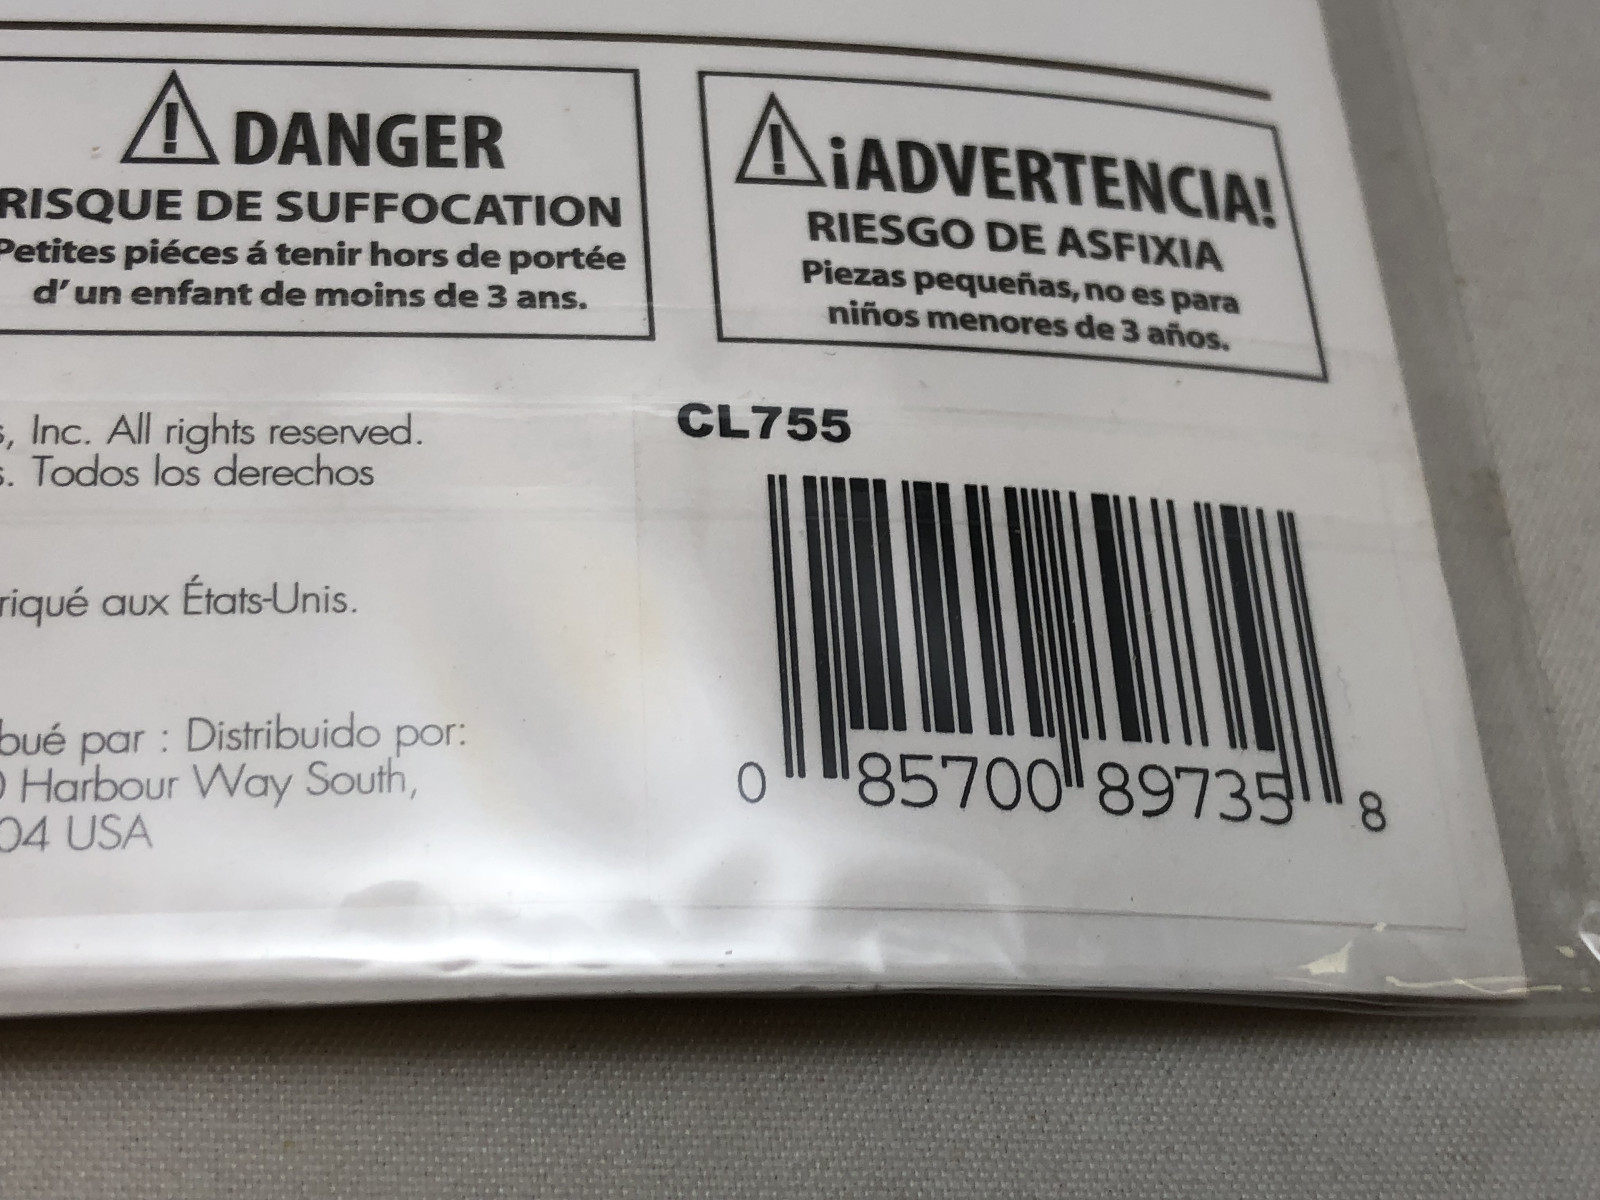 DANGER
RISQUE DE SUFFOCATION
Petites piéces á tenir hors de portée
d'un enfant de moins de 3 ans.
¡ADVERTENCIA!
RIESGO DE ASFIXIA
Piezas pequeñas, no es para
niños menores de 3 años.
, Inc. All rights reserved.
. Todos los derechos
États-Unis.
aux
par : Distribuido por:
Harbour Way South,
04 USA
CL755
0 85700 89735 8